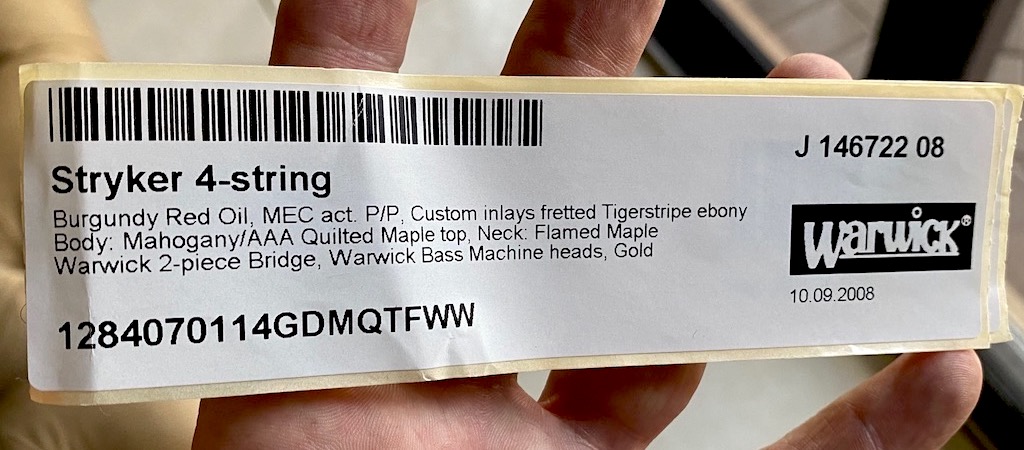 Stryker 4-string
Burgundy Red Oil, MEC act. P/P, Custom inlays fretted Tigerstripe ebony
Body: Mahogany/AAA Quilted Maple top, Neck: Flamed Maple
Warwick 2-piece Bridge, Warwick Bass Machine heads, Gold
1284070114GDMQTFWW
J 146722 08
warwick®
10.09.2008